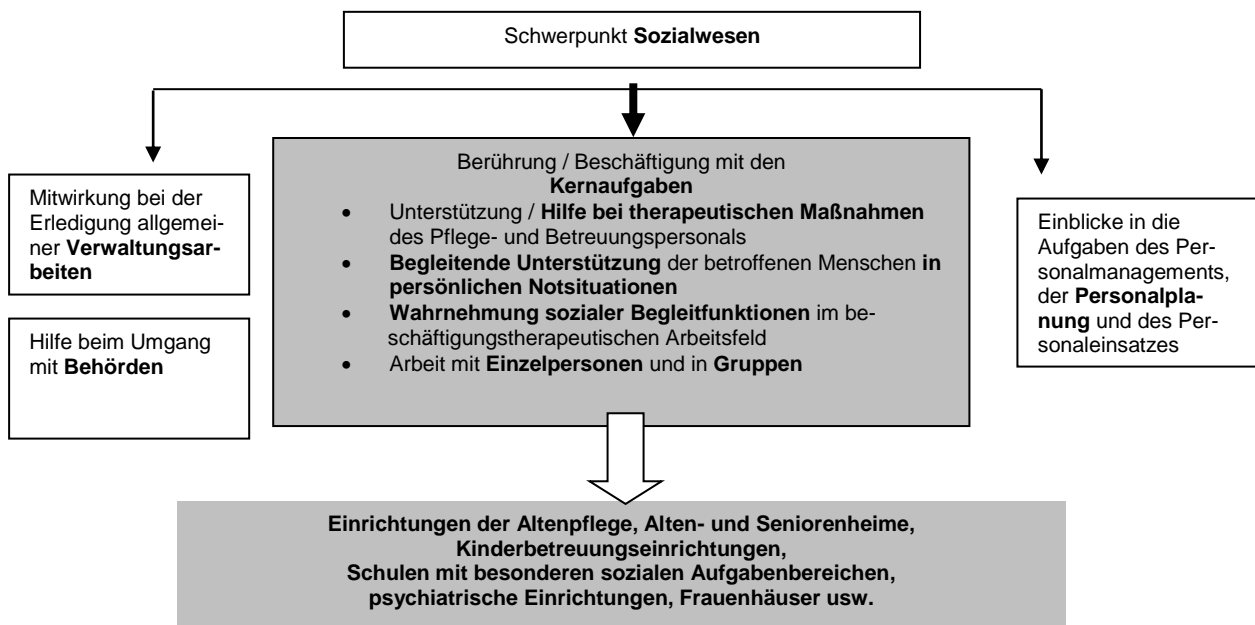 Schwerpunkt Sozialwesen
Mitwirkung bei der
Erledigung allgemei-
ner Verwaltungsar-
beiten
Hilfe beim Umgang
mit Behörden
Berührung / Beschäftigung mit den
Kernaufgaben
• Unterstützung / Hilfe bei therapeutischen Maßnahmen
des Pflege- und Betreuungspersonals
• Begleitende Unterstützung der betroffenen Menschen in
persönlichen Notsituationen
• Wahrnehmung sozialer Begleitfunktionen im be-
schäftigungstherapeutischen Arbeitsfeld
• Arbeit mit Einzelpersonen und in Gruppen
Einblicke in die
Aufgaben des Per-
sonalmanagements,
der Personalpla-
nung und des Per-
sonaleinsatzes
Einrichtungen der Altenpflege, Alten- und Seniorenheime,
Kinderbetreuungseinrichtungen,
Schulen mit besonderen sozialen Aufgabenbereichen,
psychiatrische Einrichtungen, Frauenhäuser usw.